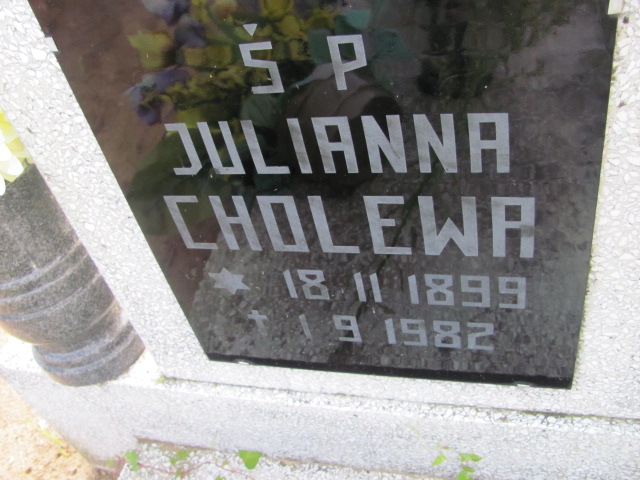 Ś P
JULIANNA
CHOLEWA
* 18 11 1899
† 1 9 1982